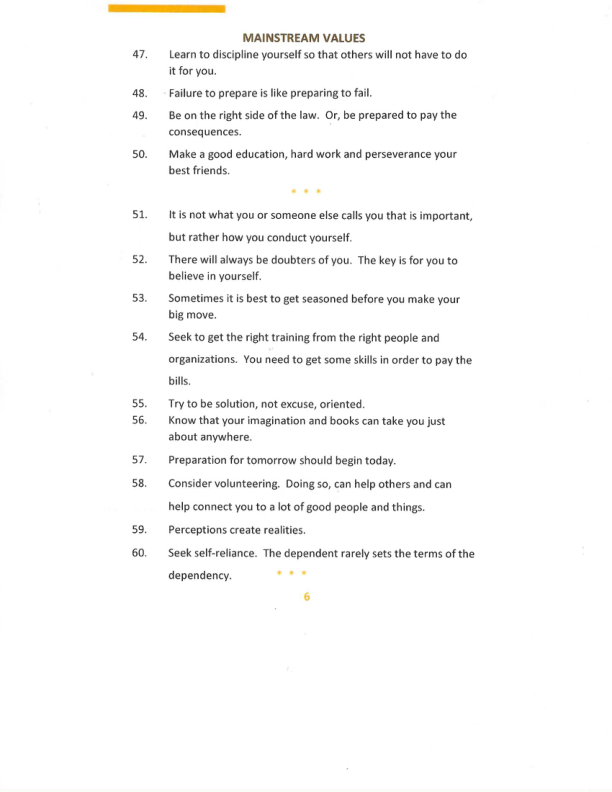 MAINSTREAM VALUES
47. Learn to discipline yourself so that others will not have to do
it for you.
48. Failure to prepare is like preparing to fail.
49. Be on the right side of the law. Or, be prepared to pay the
consequences.
50. Make a good education, hard work and perseverance your
best friends.
* * *
51. It is not what you or someone else calls you that is important,
but rather how you conduct yourself.
52. There will always be doubters of you. The key is for you to
believe in yourself.
53. Sometimes it is best to get seasoned before you make your
big move.
54. Seek to get the right training from the right people and
organizations. You need to get some skills in order to pay the
bills.
55. Try to be solution, not excuse, oriented.
56. Know that your imagination and books can take you just
about anywhere.
57. Preparation for tomorrow should begin today.
58. Consider volunteering. Doing so, can help others and can
help connect you to a lot of good people and things.
59. Perceptions create realities.
60. Seek self-reliance. The dependent rarely sets the terms of the
dependency. * * *
6